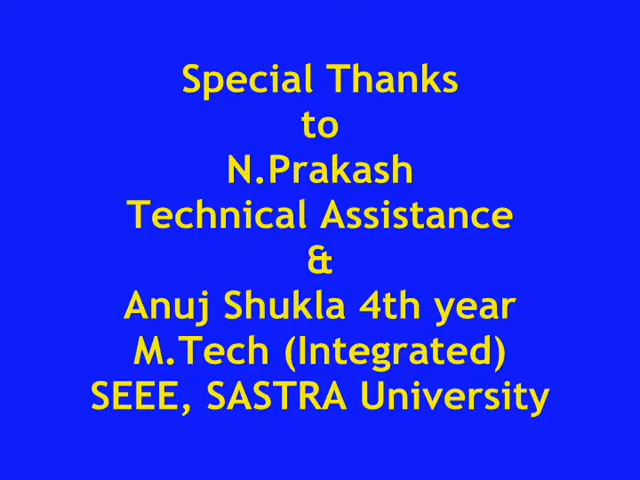 Special Thanks
to
N.Prakash
Technical Assistance
&
Anuj Shukla 4th year
M.Tech (Integrated)
SEEE, SASTRA University